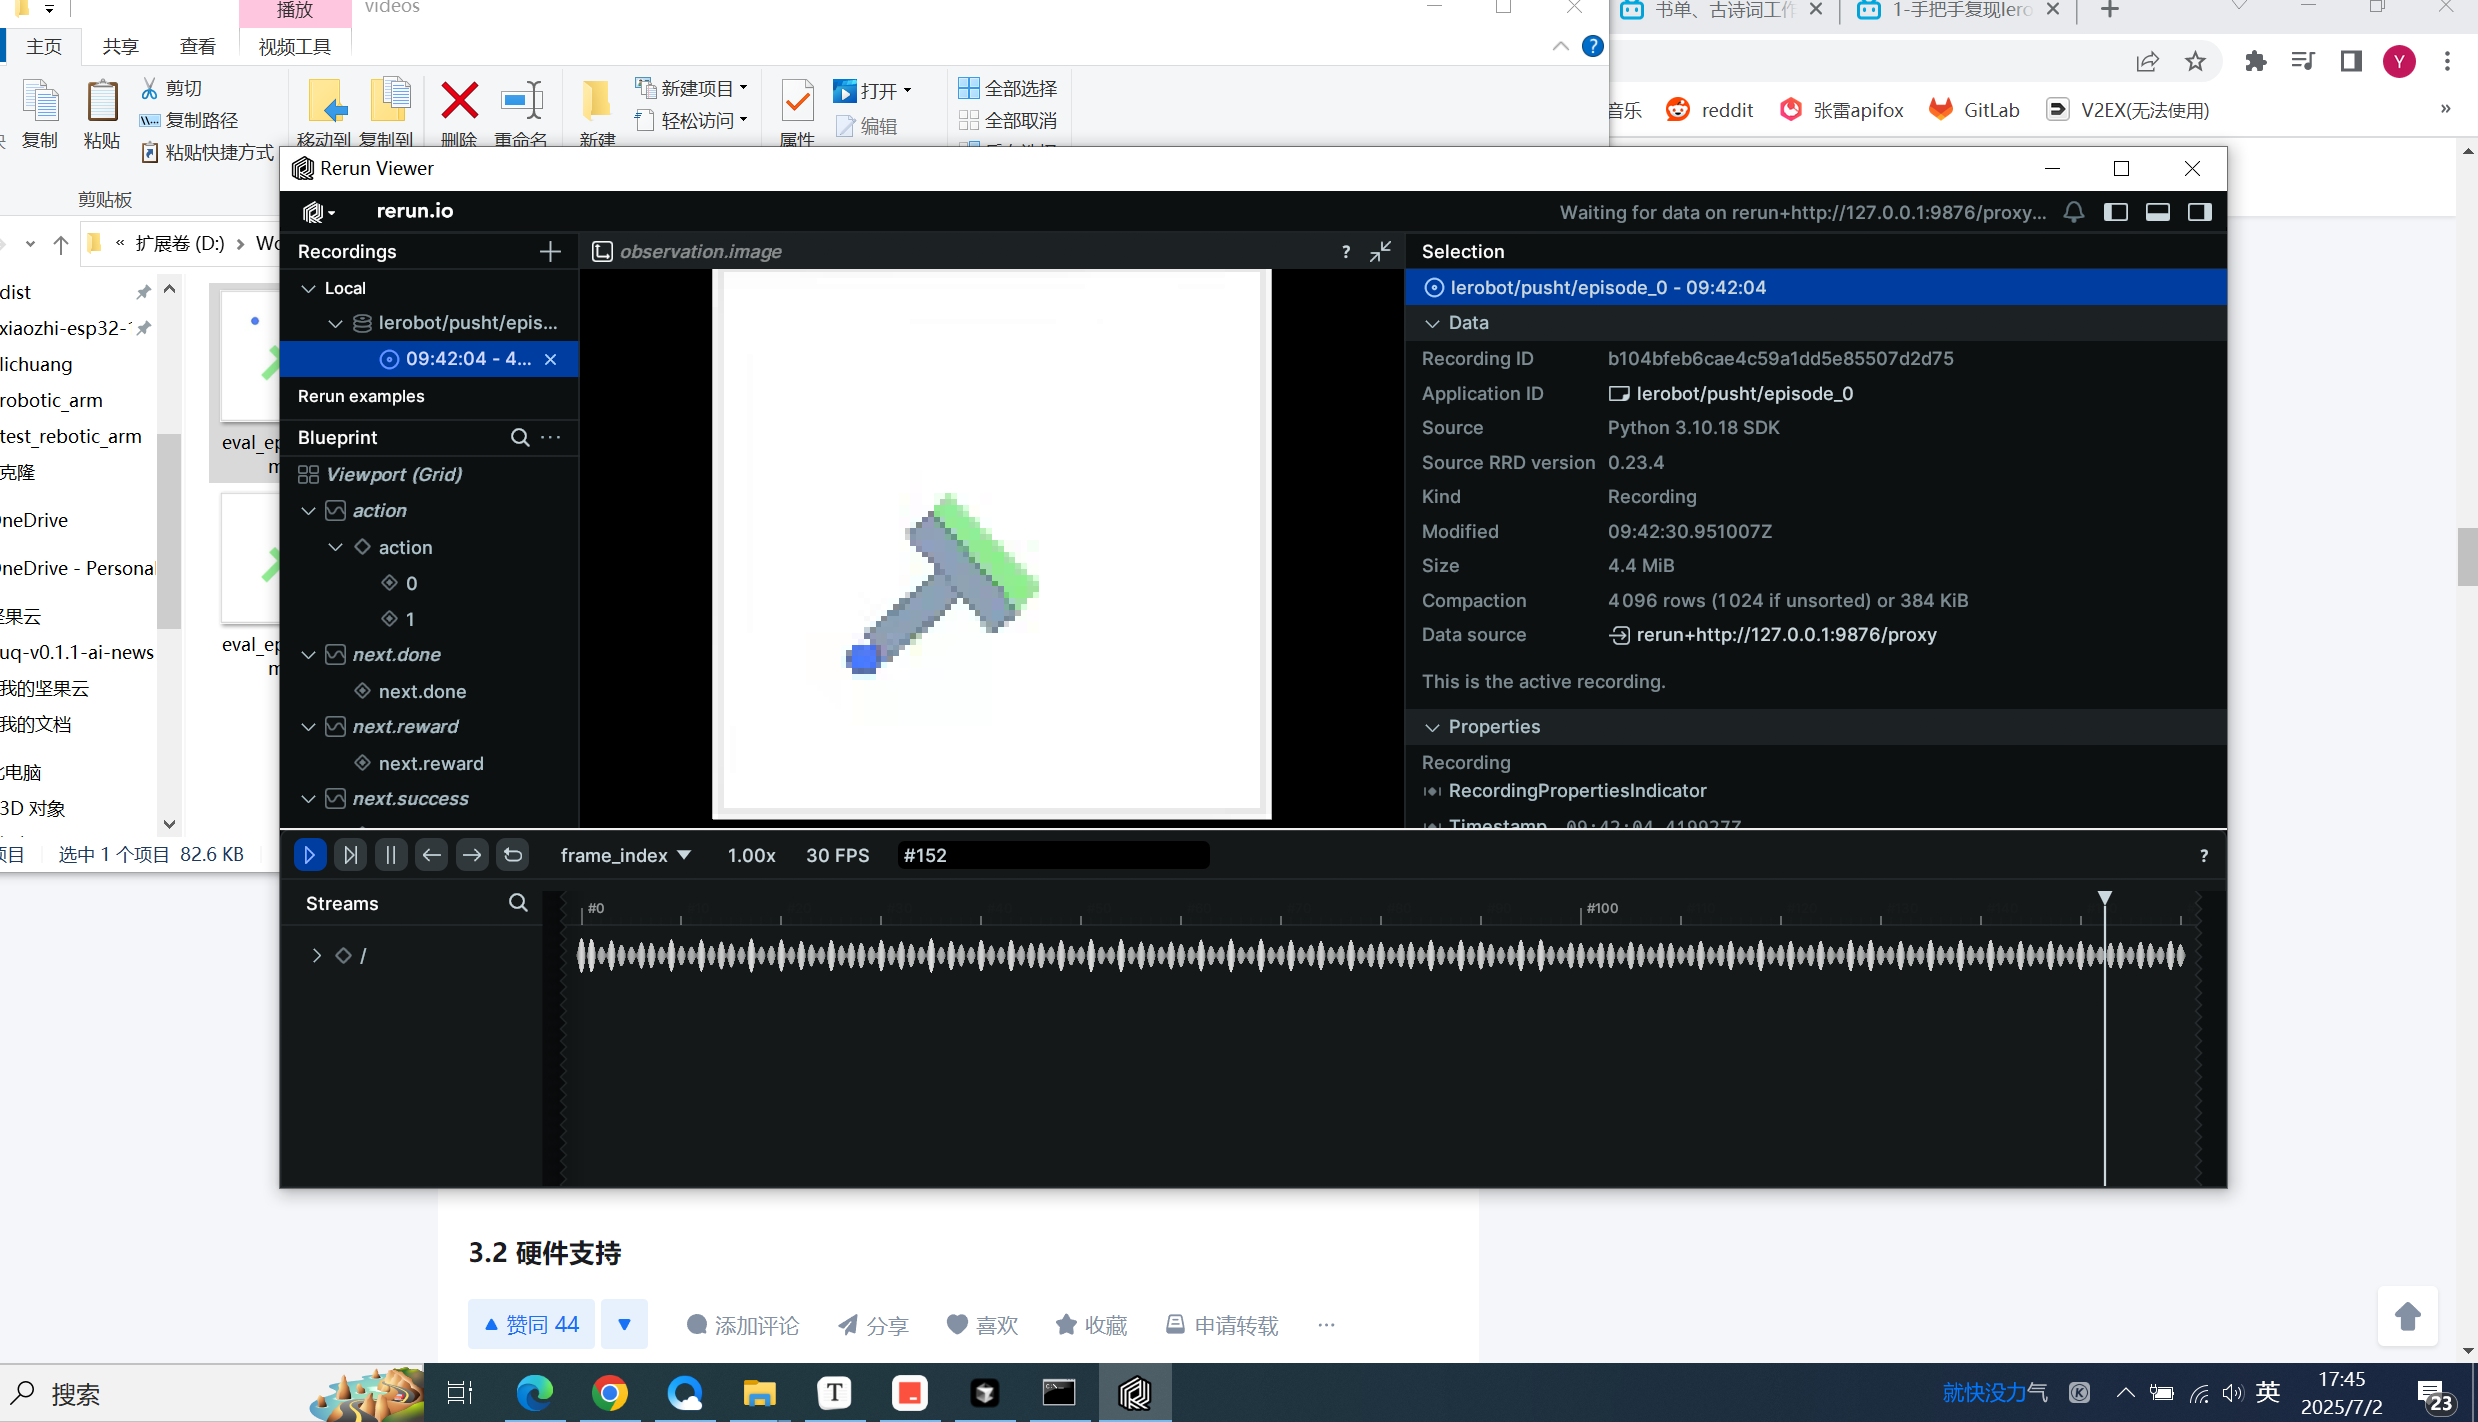 播放
videos
主页
共享
查看
视频工具
复制
粘贴
剪切
复制路径
粘贴快捷方式
剪贴板
移动到
复制到
删除
重命名
新建
新建项目
轻松访问
属性
打开
编辑
全部选择
全部取消
« 扩展卷 (D:) › Wo
dist
xiaozhi-esp32-1
lichuang
robotic_arm
test_rebotic_arm
克隆
neDrive
neDrive - Personal
坚果云
uq-v0.1.1-ai-news
我的坚果云
我的文档
电脑
3D 对象
项目
选中 1 个项目 82.6 KB
eval_ep
m
eval_ep
m
书单、古诗词工作
1-手把手复现lero
Y
音乐
reddit
张雷apifox
GitLab
V2EX(无法使用)
»
Rerun Viewer
rerun.io
Waiting for data on rerun+http://127.0.0.1:9876/proxy...
Recordings
Local
lerobot/pusht/epis...
09:42:04 - 4...
Rerun examples
Blueprint
Viewport (Grid)
action
action
0
1
next.done
next.done
next.reward
next.reward
next.success
observation.image
?
Selection
lerobot/pusht/episode_0 - 09:42:04
Data
Recording ID b104bfeb6cae4c59a1dd5e85507d2d75
Application ID lerobot/pusht/episode_0
Source Python 3.10.18 SDK
Source RRD version 0.23.4
Kind Recording
Modified 09:42:30.951007Z
Size 4.4 MiB
Compaction 4096 rows (1024 if unsorted) or 384 KiB
Data source rerun+http://127.0.0.1:9876/proxy
This is the active recording.
Properties
Recording
RecordingPropertiesIndicator
Timestamp 09:42:04.419927Z
frame_index
1.00x
30 FPS
#152
?
Streams
#0
#100
/
3.2 硬件支持
赞同 44
添加评论
分享
喜欢
收藏
申请转载
搜索
就快没力气
英
17:45
2025/7/2
23